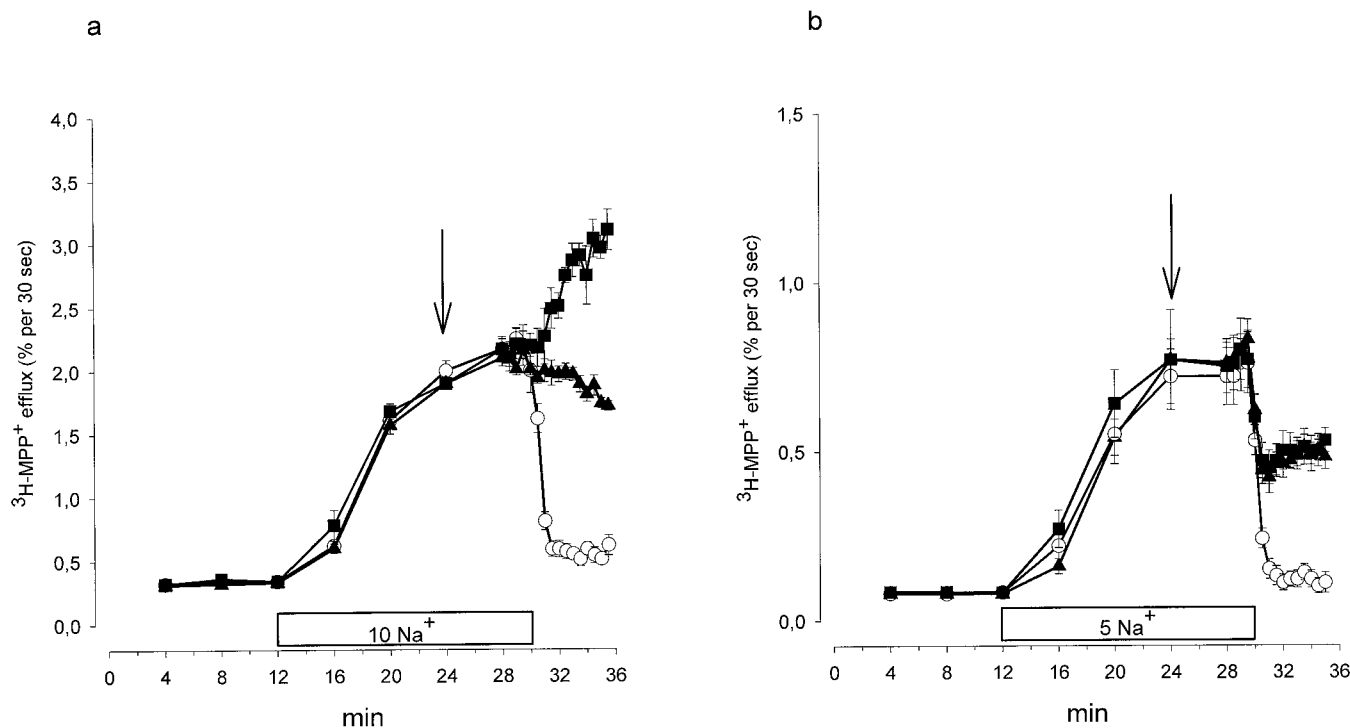 a
³H-MPP⁺ efflux (% per 30 sec)
4,0
3,5
3,0
2,5
2,0
1,5
1,0
0,5
0,0
10 Na⁺
0 4 8 12 16 20 24 28 32 36
min
b
³H-MPP⁺ efflux (% per 30 sec)
1,5
1,0
0,5
0,0
5 Na⁺
0 4 8 12 16 20 24 28 32 36
min